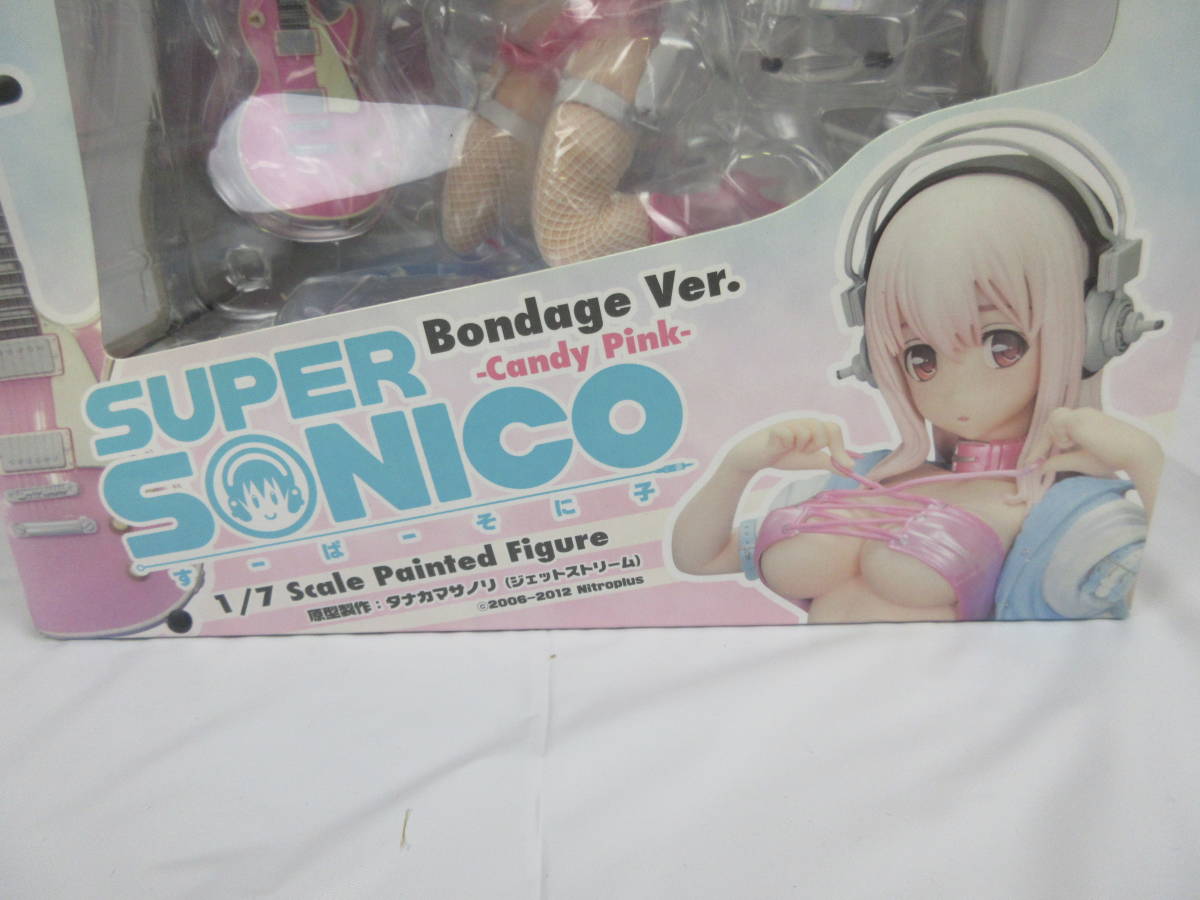 Bondage Ver.
-Candy Pink-
SUPER
SONICO
す-ぱ-そに子
1/7 Scale Painted Figure
原型製作：タナカマサノリ（ジェットストリーム）
©2006-2012 Nitroplus